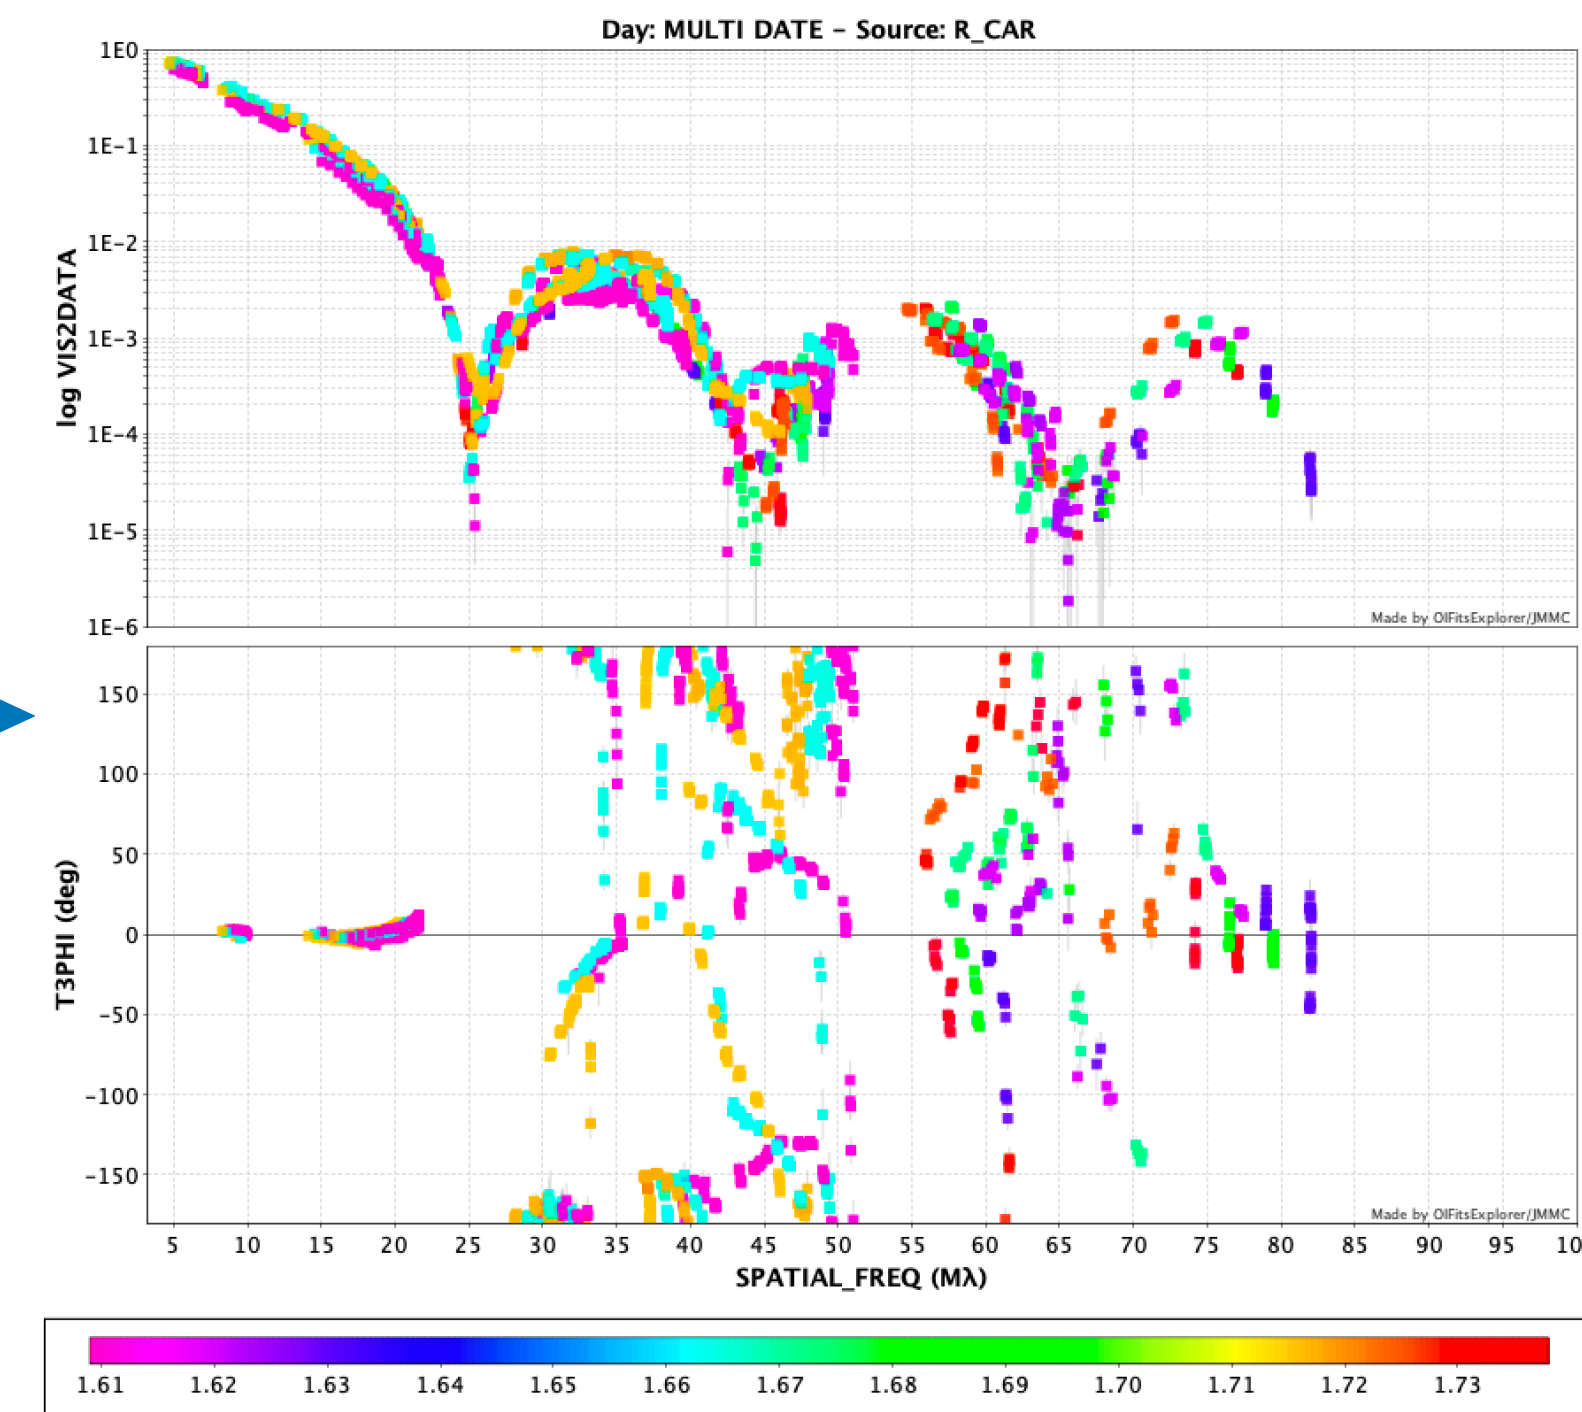 Day: MULTI DATE – Source: R_CAR
1E0
1E–1
1E–2
1E–3
1E–4
1E–5
1E–6
log VIS2DATA
Made by OIFitsExplorer/JMMC
150
100
50
0
–50
–100
–150
T3PHI (deg)
Made by OIFitsExplorer/JMMC
5 10 15 20 25 30 35 40 45 50 55 60 65 70 75 80 85 90 95 10
SPATIAL_FREQ (Mλ)
1.61 1.62 1.63 1.64 1.65 1.66 1.67 1.68 1.69 1.70 1.71 1.72 1.73